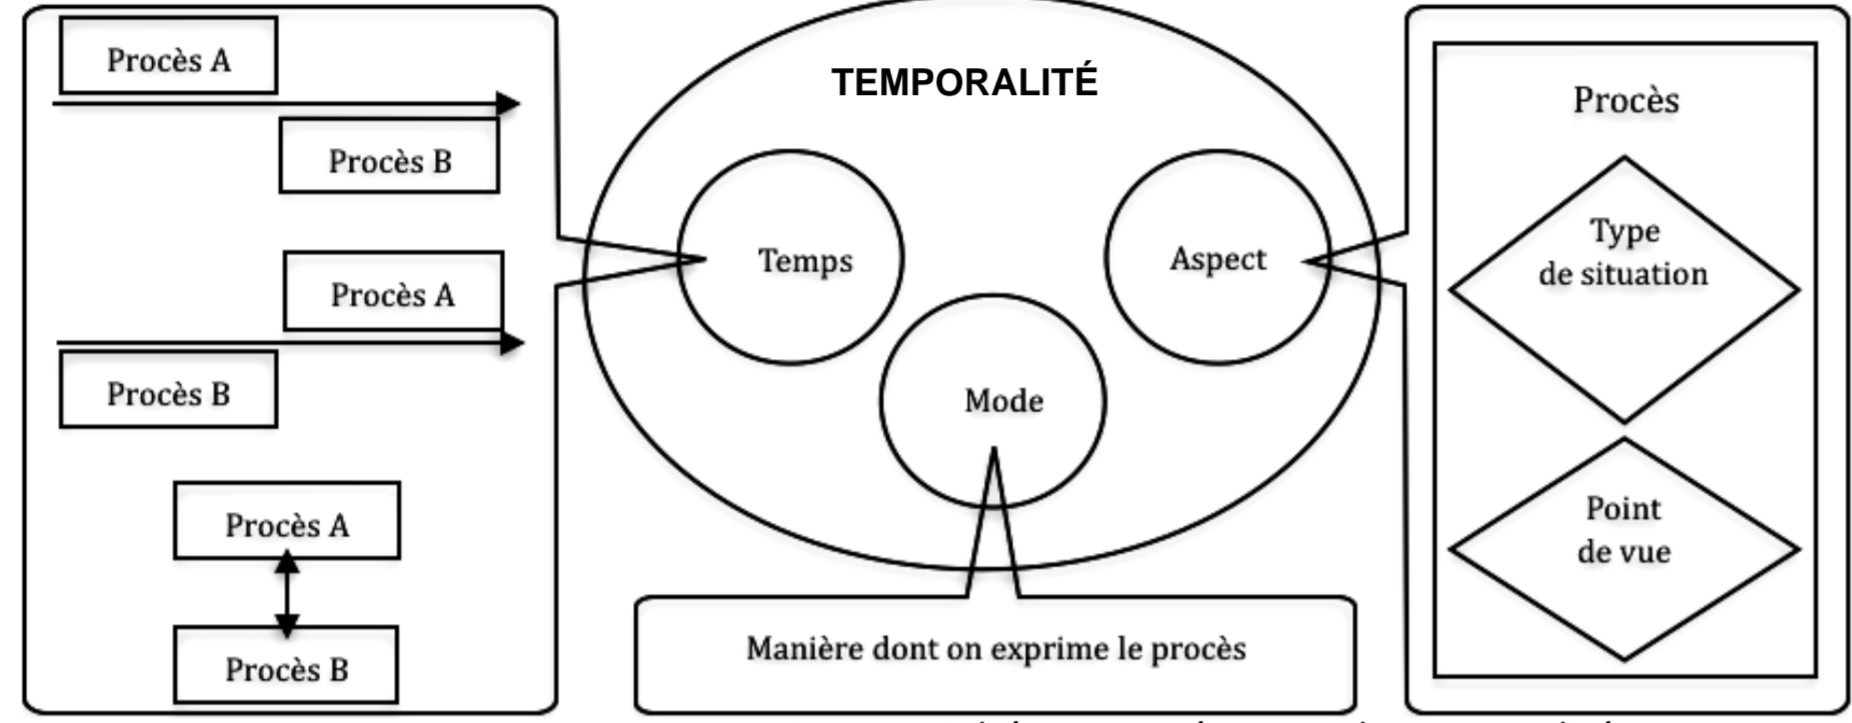 Procès A
Procès B
Procès A
Procès B
Procès A
Procès B
TEMPORALITÉ
Temps
Aspect
Mode
Manière dont on exprime le procès
Procès
Type
de situation
Point
de vue